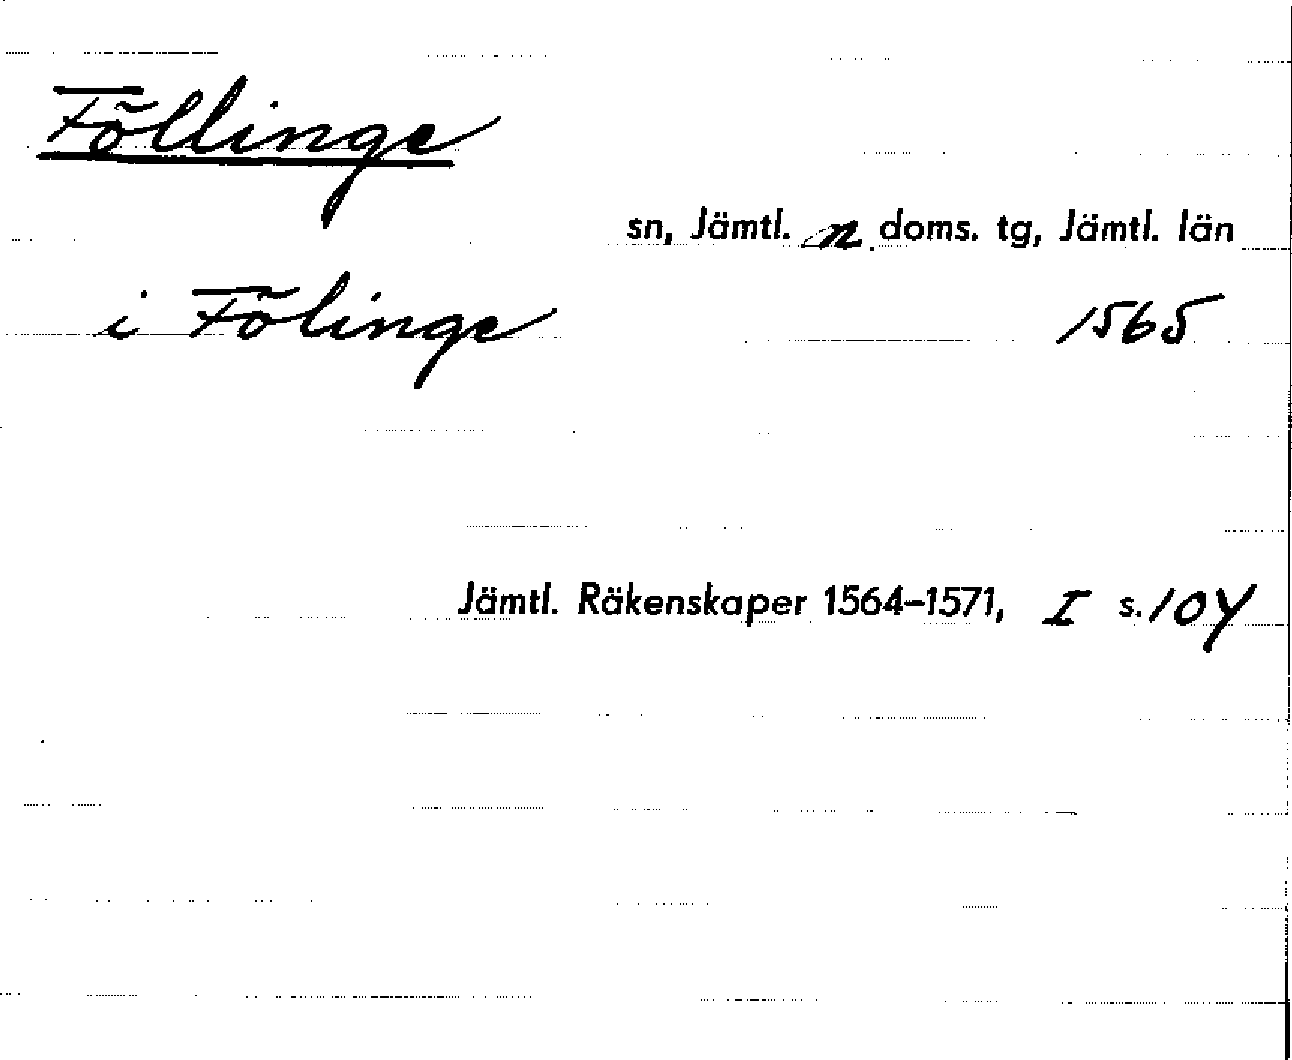 Föllinge
sn, Jämtl. n. doms. tg, Jämtl. län
i Fölinge 1565
Jämtl. Räkenskaper 1564-1571, I s. 104